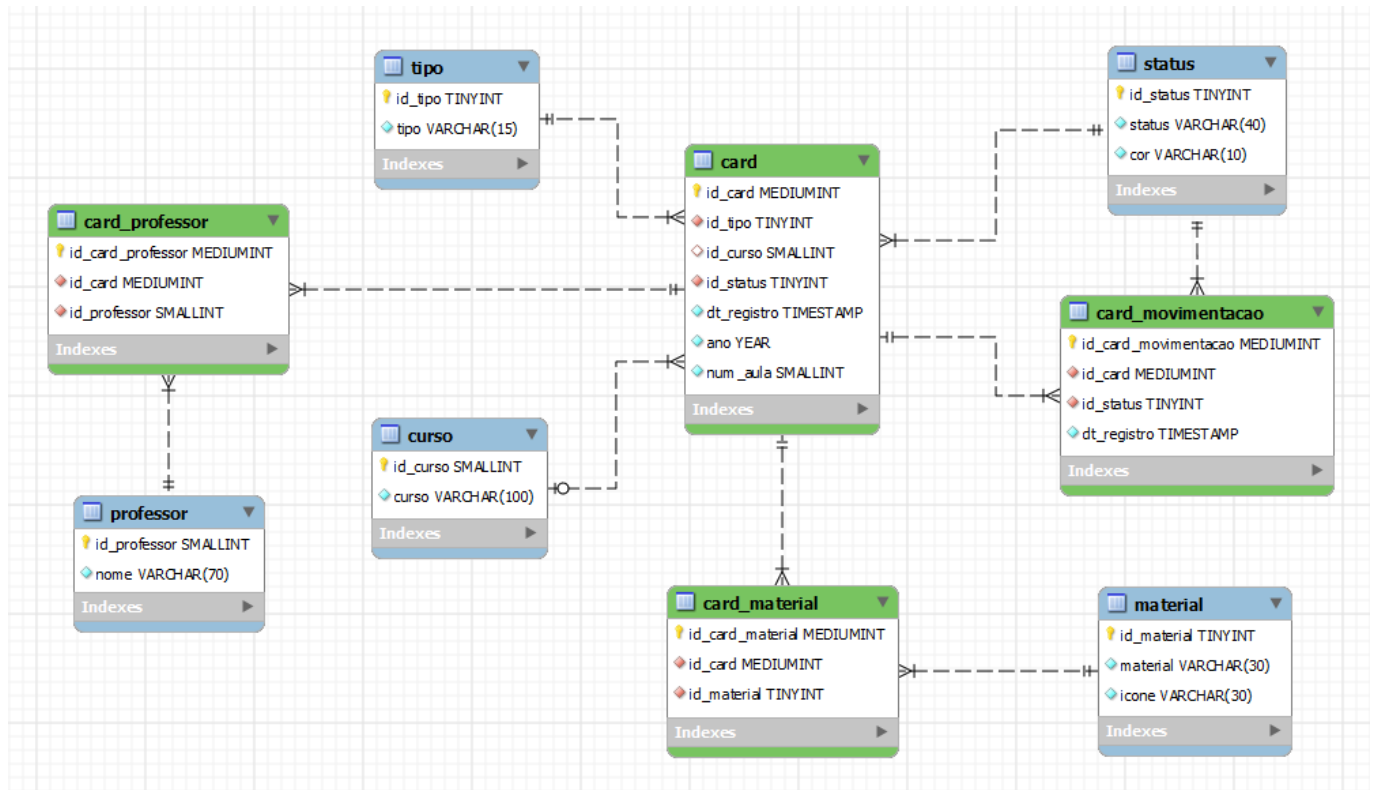 tipo
id_tipo TINYINT
tipo VARCHAR(15)
Indexes
status
id_status TINYINT
status VARCHAR(40)
cor VARCHAR(10)
Indexes
card
id_card MEDIUMINT
id_tipo TINYINT
id_curso SMALLINT
id_status TINYINT
dt_registro TIMESTAMP
ano YEAR
num_aula SMALLINT
Indexes
card_professor
id_card_professor MEDIUMINT
id_card MEDIUMINT
id_professor SMALLINT
Indexes
card_movimentacao
id_card_movimentacao MEDIUMINT
id_card MEDIUMINT
id_status TINYINT
dt_registro TIMESTAMP
Indexes
curso
id_curso SMALLINT
curso VARCHAR(100)
Indexes
professor
id_professor SMALLINT
nome VARCHAR(70)
Indexes
card_material
id_card_material MEDIUMINT
id_card MEDIUMINT
id_material TINYINT
Indexes
material
id_material TINYINT
material VARCHAR(30)
icone VARCHAR(30)
Indexes